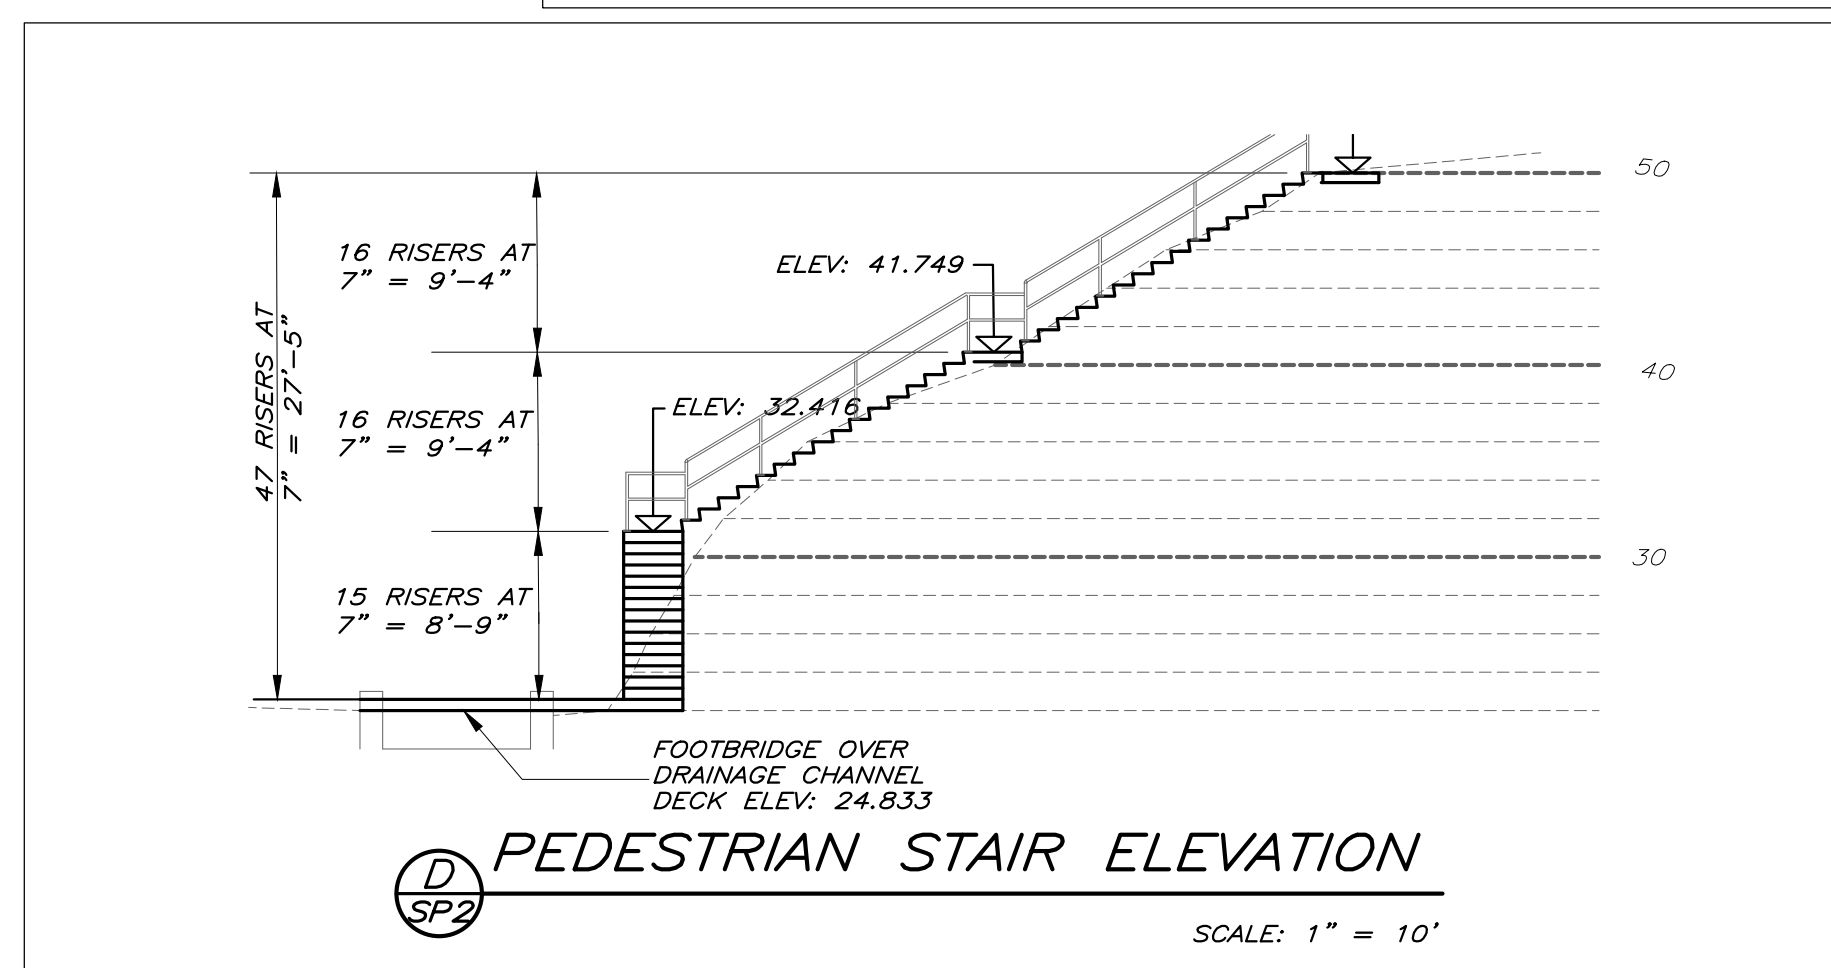 50
16 RISERS AT
7" = 9'-4"
ELEV: 41.749
47 RISERS AT
7" = 27'-5"
40
16 RISERS AT
7" = 9'-4"
ELEV: 32.416
30
15 RISERS AT
7" = 8'-9"
FOOTBRIDGE OVER
DRAINAGE CHANNEL
DECK ELEV: 24.833
D
SP2
PEDESTRIAN STAIR ELEVATION
SCALE: 1" = 10'